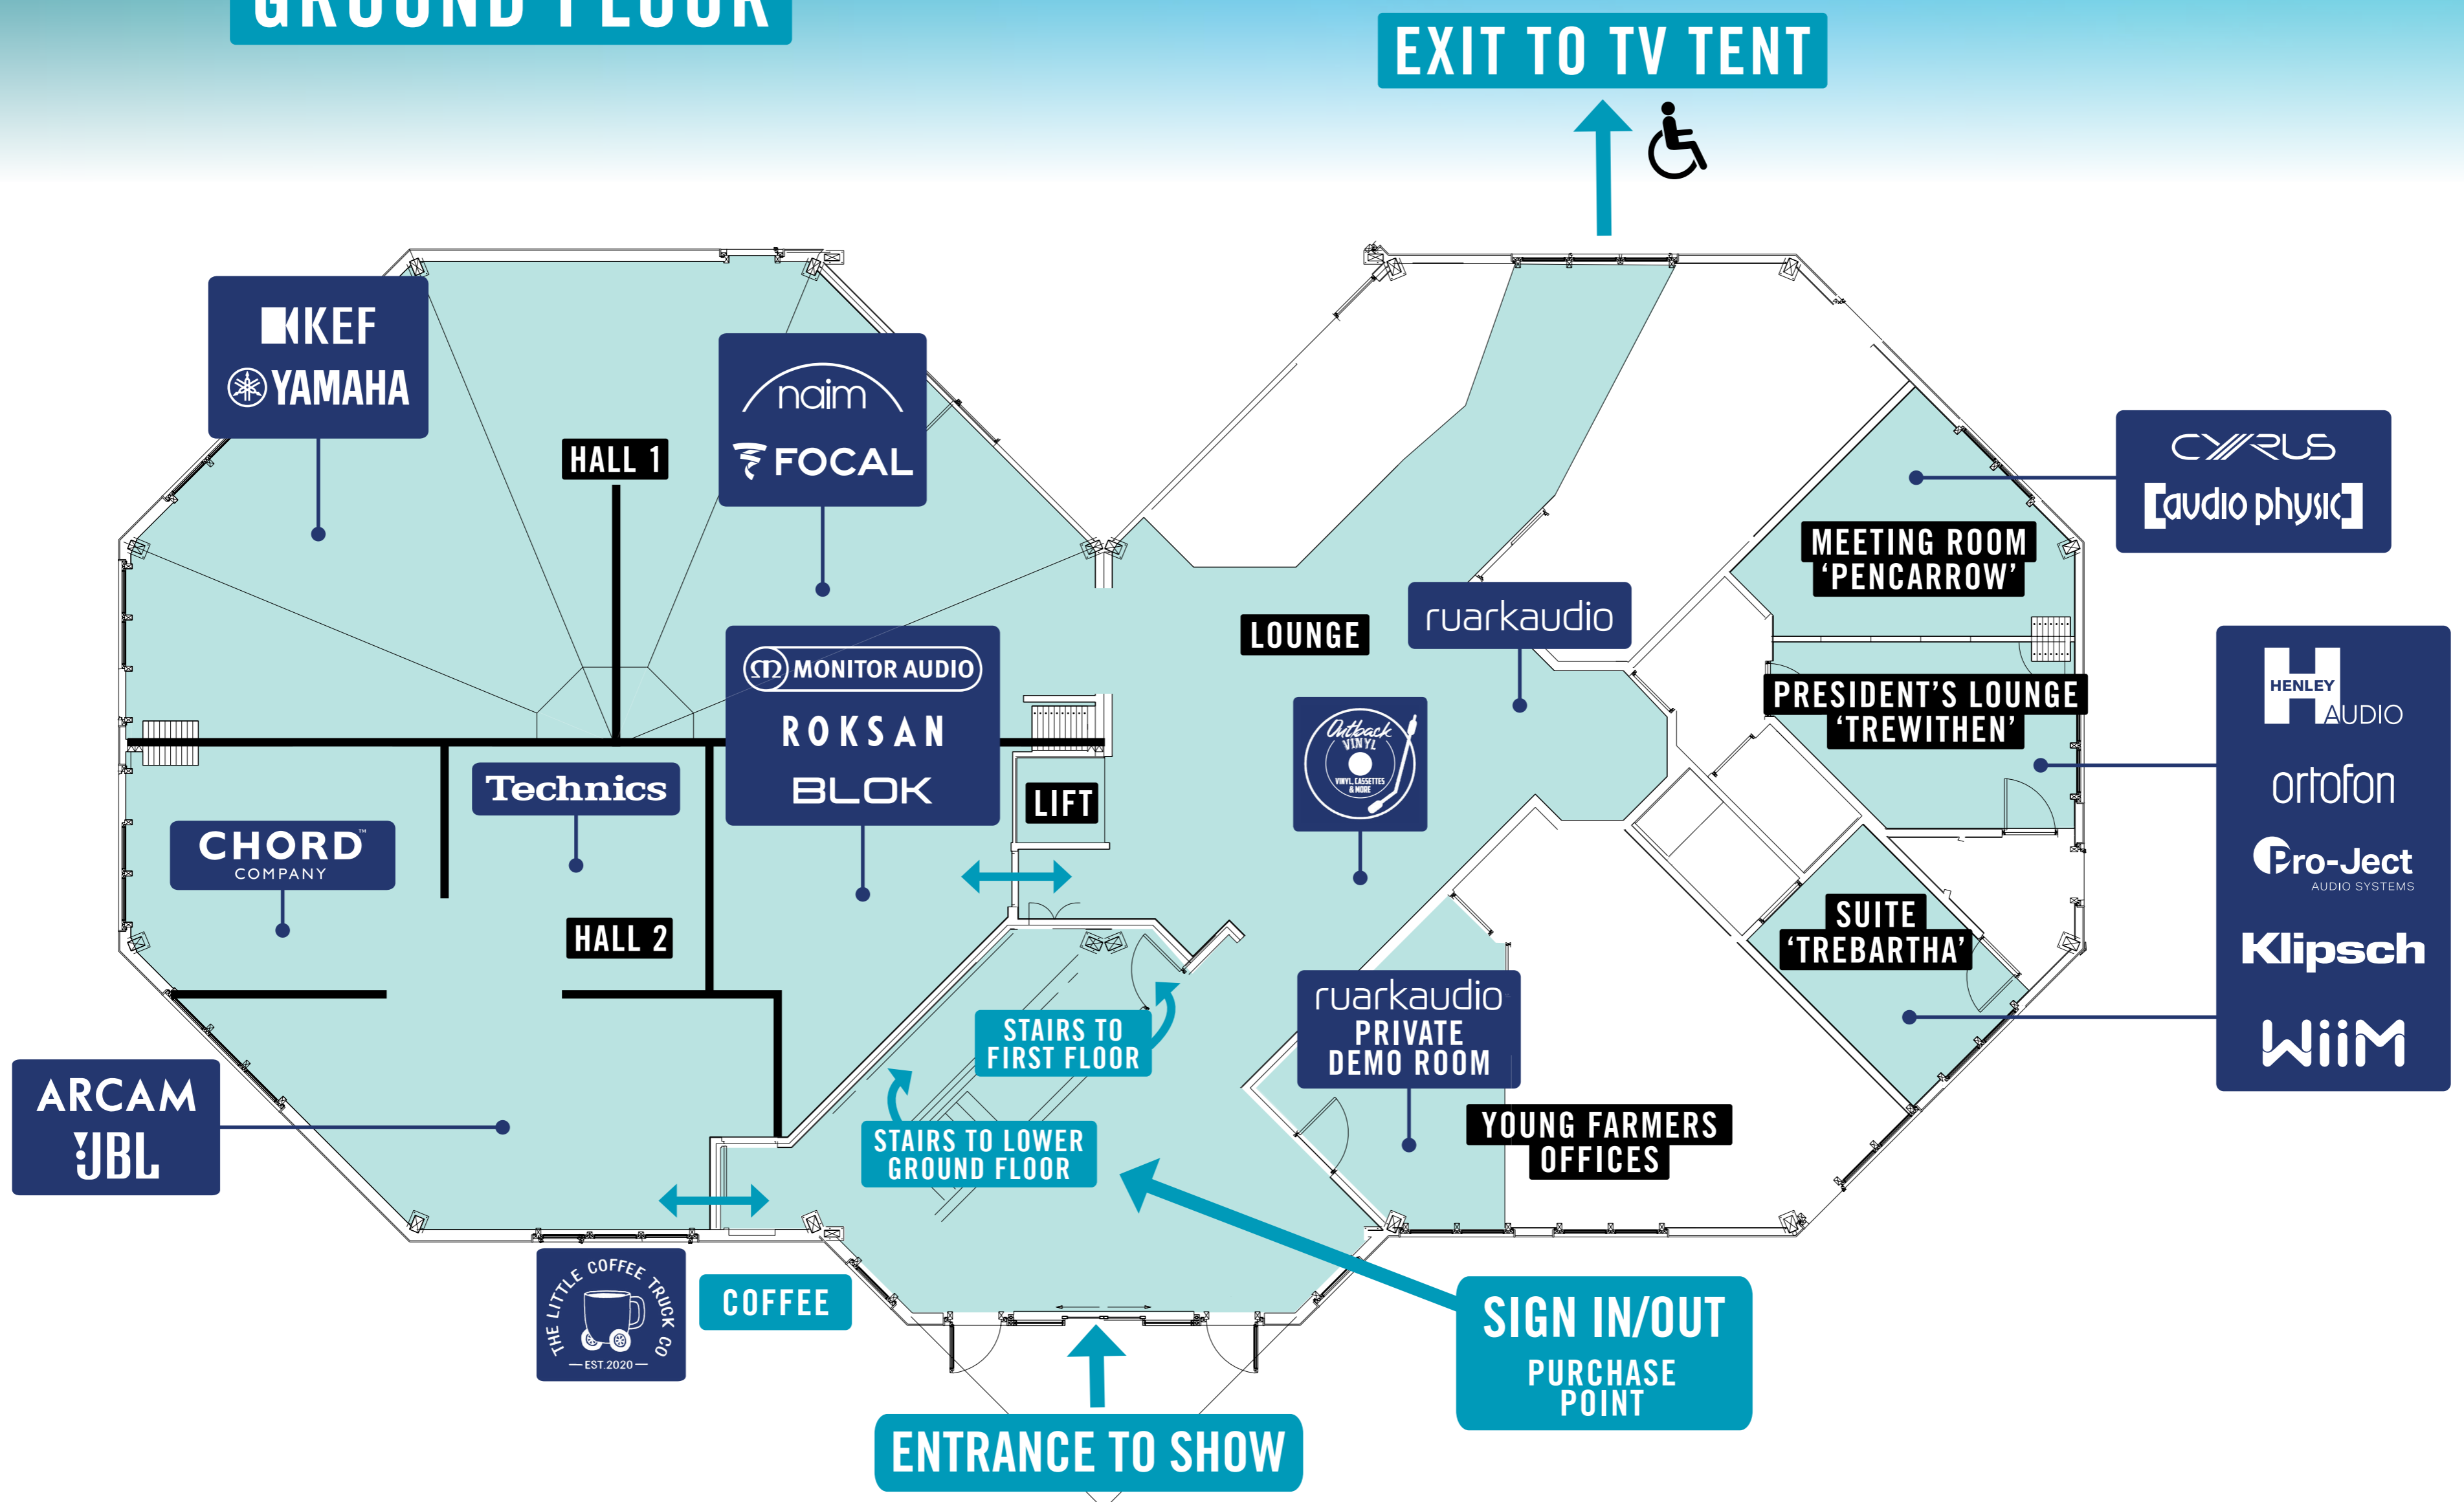 GROUND FLOOR
EXIT TO TV TENT
KEF
YAMAHA
naim
FOCAL
HALL 1
CYRUS
[audio physic]
MEETING ROOM
‘PENCARROW’
LOUNGE
ruarkaudio
MONITOR AUDIO
ROKSAN
BLOK
PRESIDENT’S LOUNGE
‘TREWITHEN’
HENLEY
AUDIO
ortofon
Pro-Ject
AUDIO SYSTEMS
Klipsch
WiiM
Outback
VINYL
VINYL, CASSETTES
& MORE
Technics
LIFT
CHORD™
COMPANY
HALL 2
SUITE
‘TREBARTHA’
ruarkaudio
PRIVATE
DEMO ROOM
STAIRS TO
FIRST FLOOR
ARCAM
JBL
STAIRS TO LOWER
GROUND FLOOR
YOUNG FARMERS
OFFICES
THE LITTLE COFFEE TRUCK CO
EST.2020
COFFEE
SIGN IN/OUT
PURCHASE
POINT
ENTRANCE TO SHOW